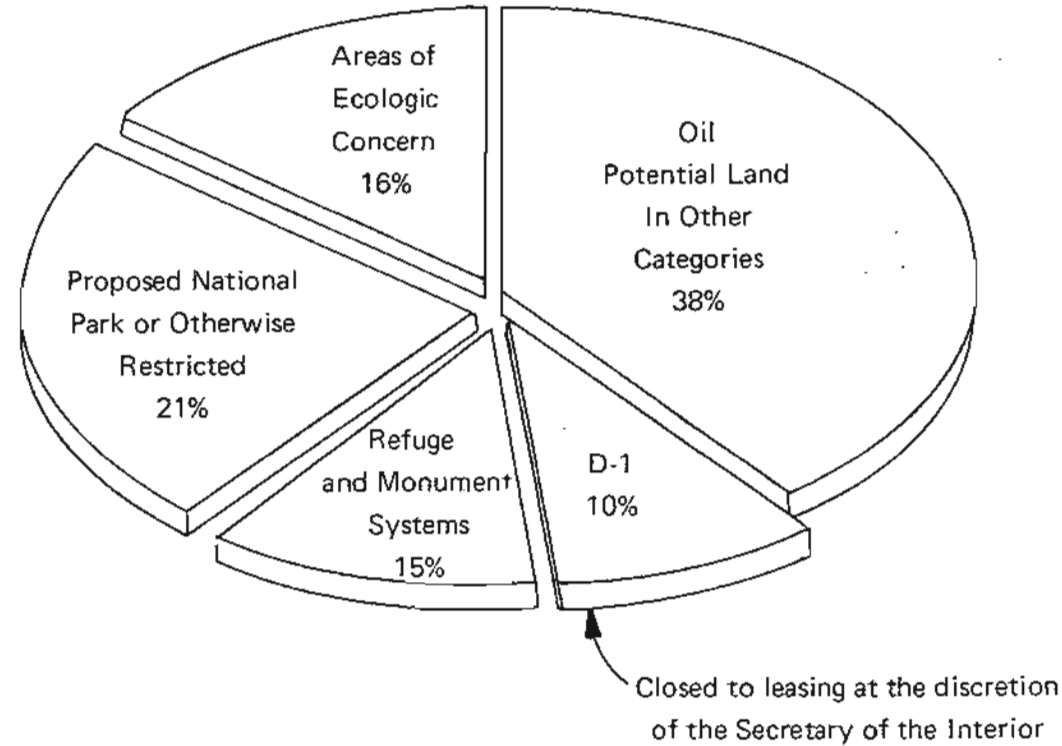 Areas of
Ecologic
Concern
16%
Oil
Potential Land
In Other
Categories
38%
Proposed National
Park or Otherwise
Restricted
21%
Refuge
and Monument
Systems
15%
D-1
10%
Closed to leasing at the discretion
of the Secretary of the Interior